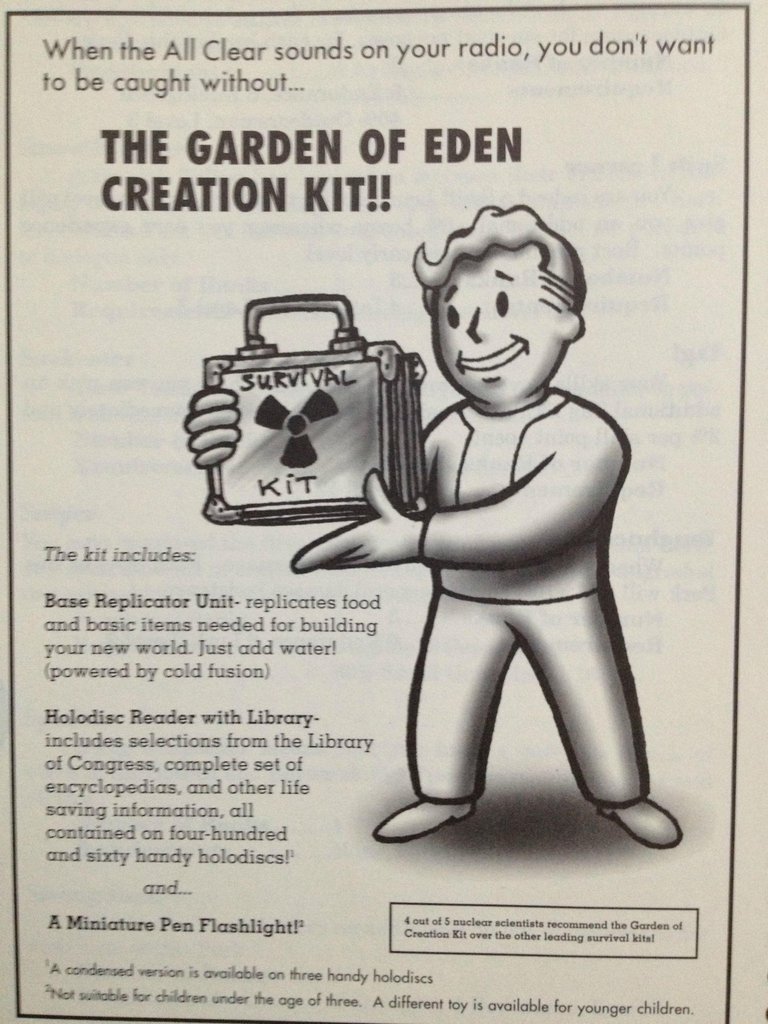 When the All Clear sounds on your radio, you don't want
to be caught without...
THE GARDEN OF EDEN
CREATION KIT!!
SURVIVAL
KIT
The kit includes:
Base Replicator Unit- replicates food
and basic items needed for building
your new world. Just add water!
(powered by cold fusion)
Holodisc Reader with Library-
includes selections from the Library
of Congress, complete set of
encyclopedias, and other life
saving information, all
contained on four-hundred
and sixty handy holodiscs!¹
and...
A Miniature Pen Flashlight!²
4 out of 5 nuclear scientists recommend the Garden of
Creation Kit over the other leading survival kits!
¹A condensed version is available on three handy holodiscs
²Not suitable for children under the age of three. A different toy is available for younger children.